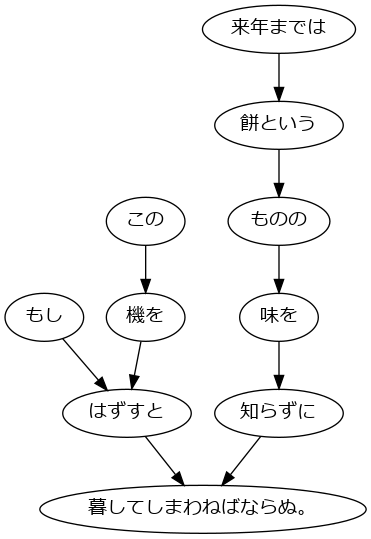 来年までは
餅という
この
ものの
もし
機を
味を
はずすと
知らずに
暮してしまわねばならぬ。